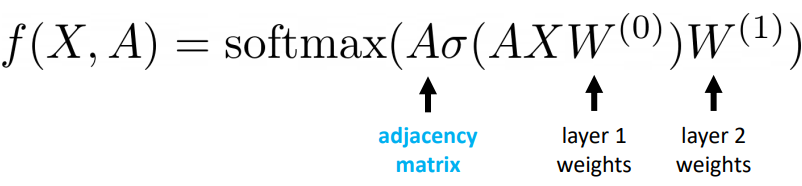 f(X, A) = softmax(Aσ(AXW^(0))W^(1))
adjacency matrix
layer 1 weights
layer 2 weights